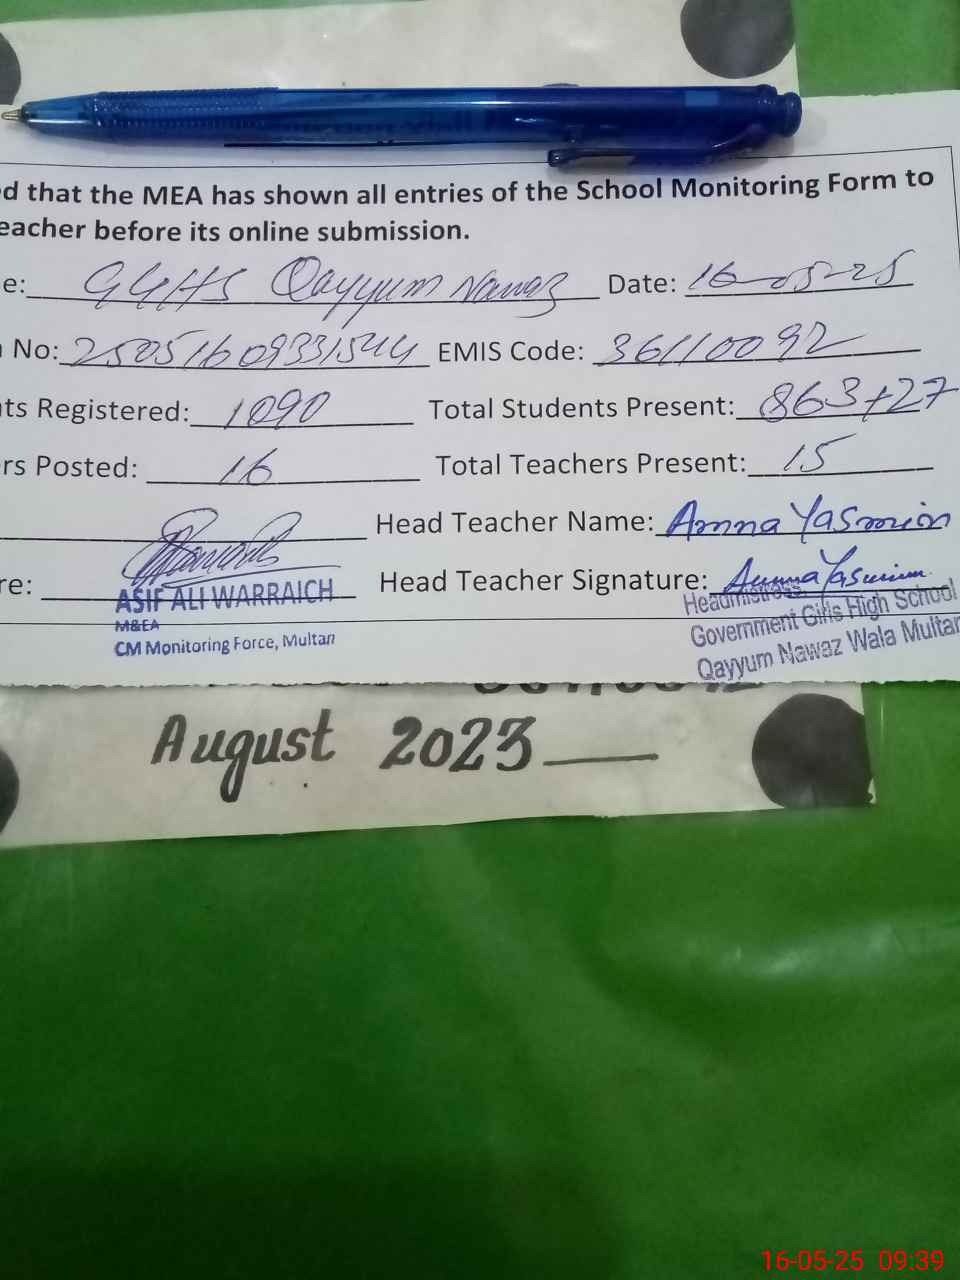 d that the MEA has shown all entries of the School Monitoring Form to
eacher before its online submission.
e: GGHS Qayyum Nawaz Date: 16-05-25
No: 25051609331544 EMIS Code: 36110092
ts Registered: 1090 Total Students Present: 863+27
rs Posted: 16 Total Teachers Present: 15
Head Teacher Name: Amna Yasmin
re: Head Teacher Signature: Amna Yasmin
ASIF ALI WARRAICH
M&EA
CM Monitoring Force, Multan
Headmistress
Government Girls High School
Qayyum Nawaz Wala Multan
August 2023
16-05-25 09:39